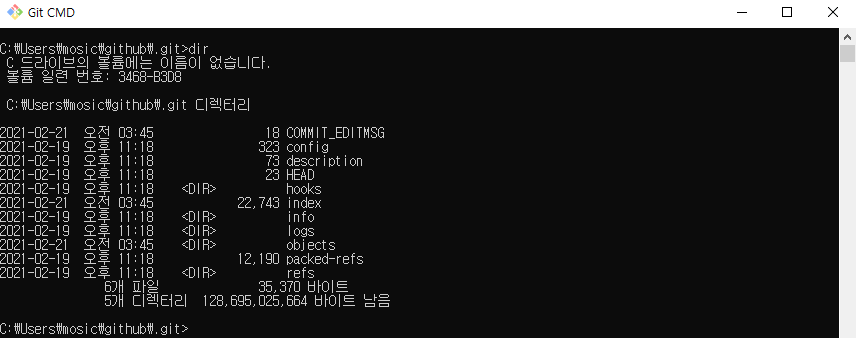 Git CMD
C:\Users\mosic\github\.git>dir
C 드라이브의 볼륨에는 이름이 없습니다.
볼륨 일련 번호: 3468-B3D8
C:\Users\mosic\github\.git 디렉터리
2021-02-21 오전 03:45 18 COMMIT_EDITMSG
2021-02-19 오후 11:18 323 config
2021-02-19 오후 11:18 73 description
2021-02-19 오후 11:18 23 HEAD
2021-02-19 오후 11:18 <DIR> hooks
2021-02-21 오전 03:45 22,743 index
2021-02-19 오후 11:18 <DIR> info
2021-02-19 오후 11:18 <DIR> logs
2021-02-21 오전 03:45 <DIR> objects
2021-02-19 오후 11:18 12,190 packed-refs
2021-02-19 오후 11:18 <DIR> refs
6개 파일 35,370 바이트
5개 디렉터리 128,695,025,664 바이트 남음
C:\Users\mosic\github\.git>